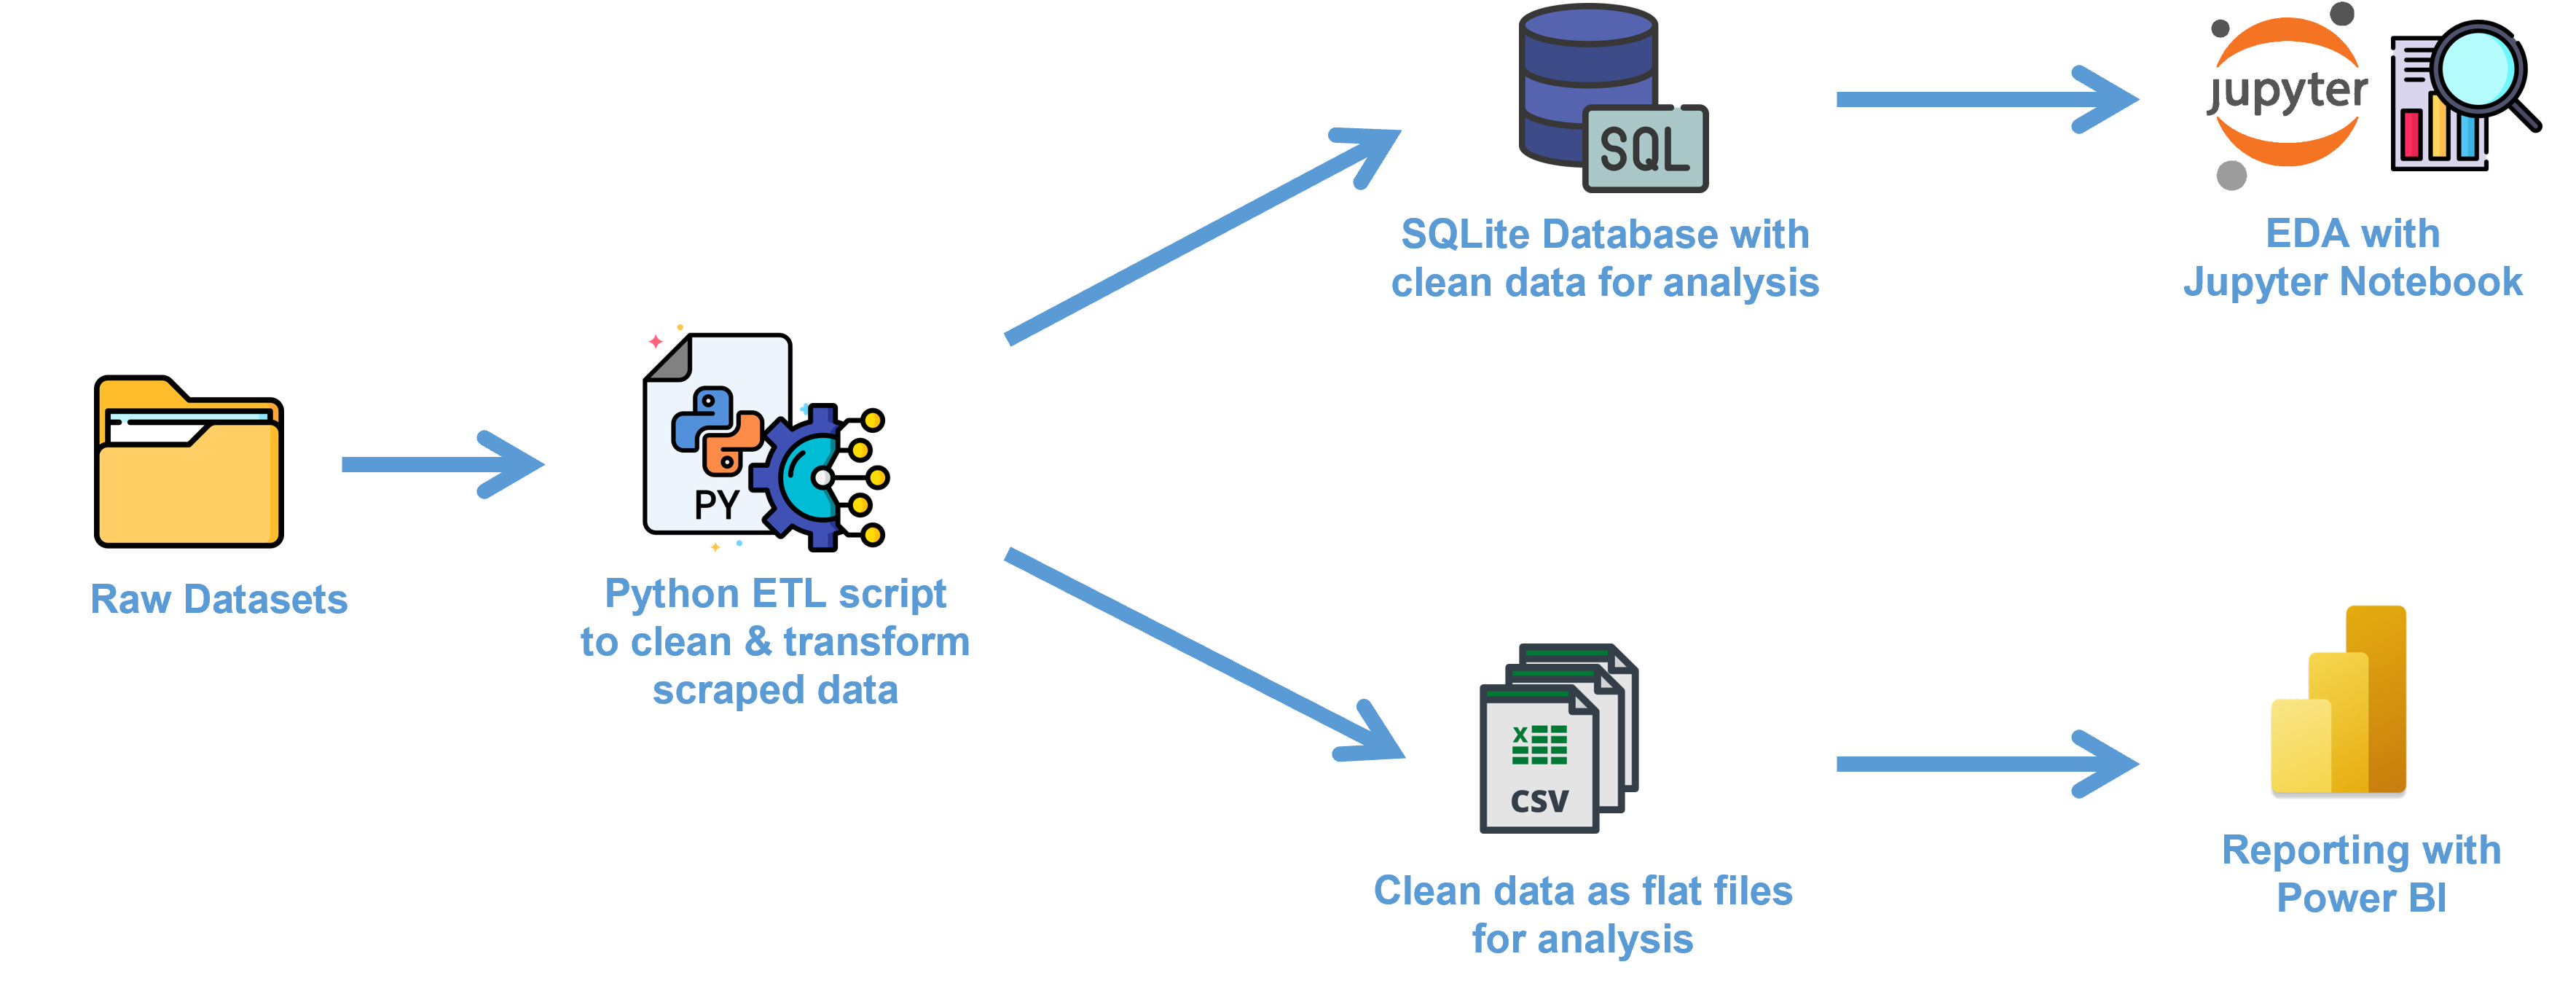 Raw Datasets
PY
Python ETL script
to clean & transform
scraped data
SQL
SQLite Database with
clean data for analysis
jupyter
EDA with
Jupyter Notebook
X
CSV
Clean data as flat files
for analysis
Reporting with
Power BI